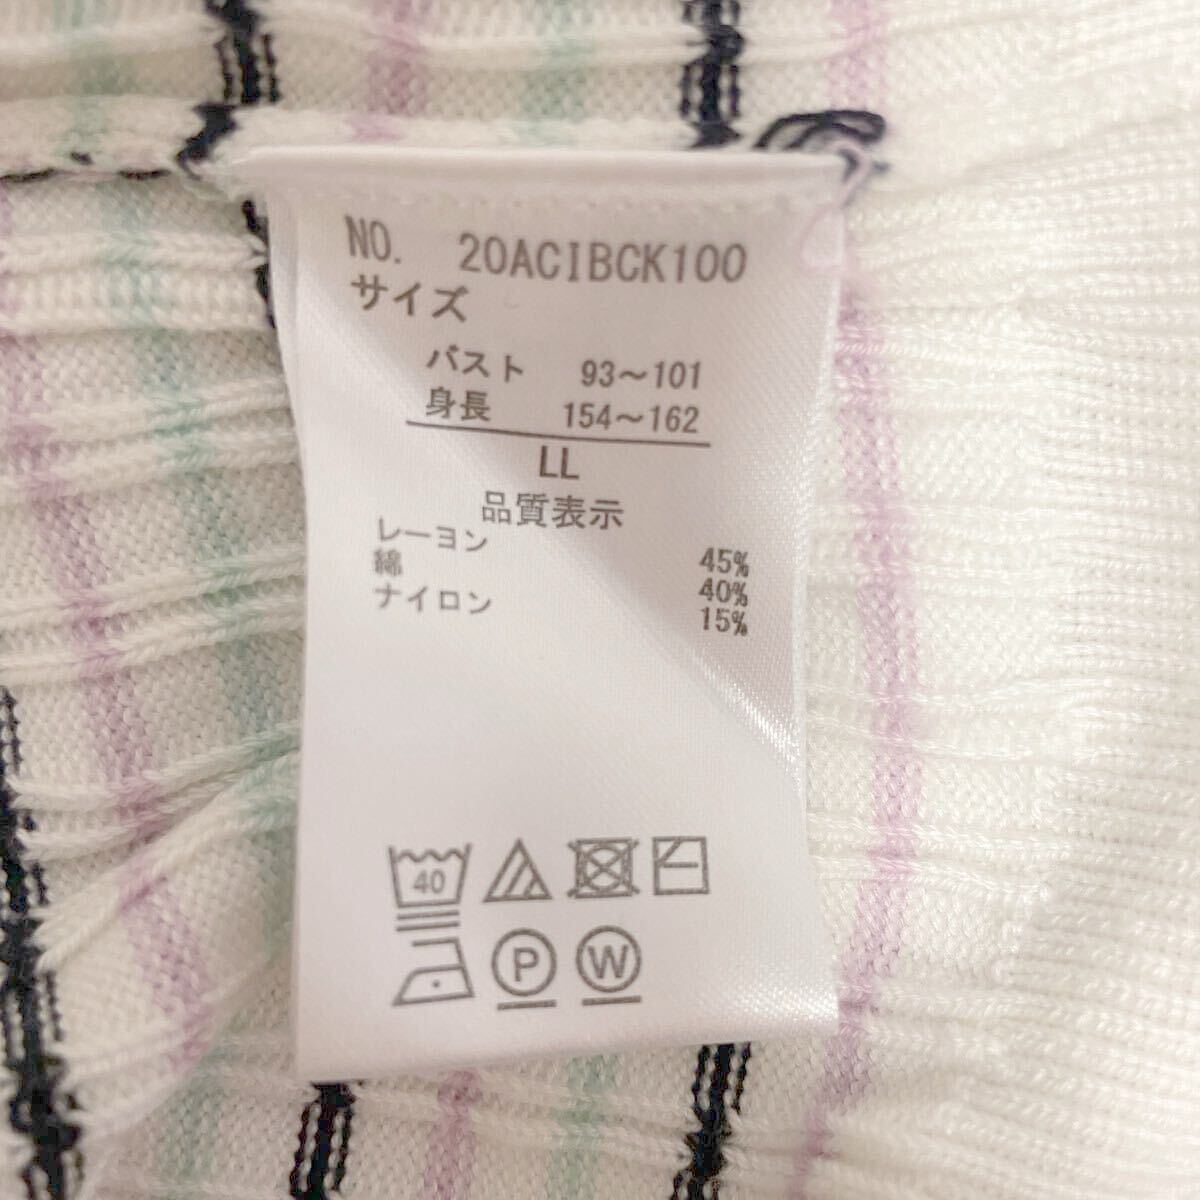 NO. 20ACIBCK100
サイズ
バスト 93～101
身長 154～162
LL
品質表示
レーヨン 45%
綿 40%
ナイロン 15%
40
P W